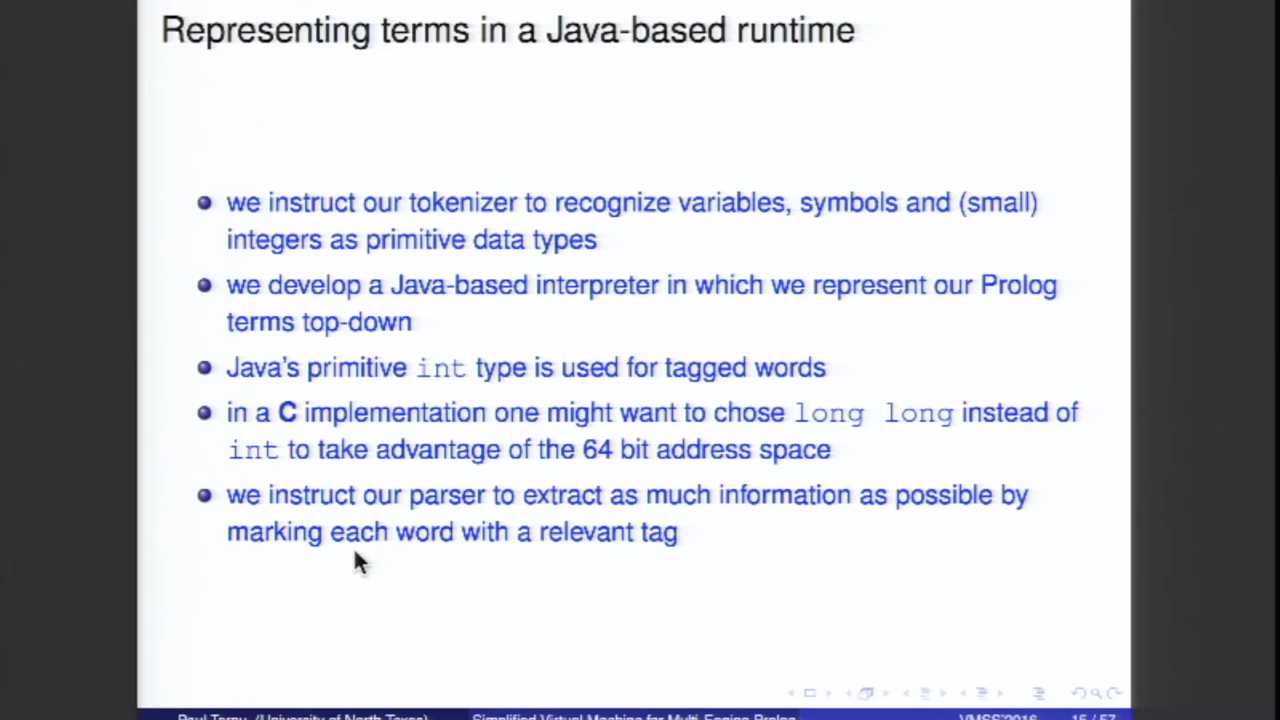 Representing terms in a Java-based runtime
we instruct our tokenizer to recognize variables, symbols and (small)
integers as primitive data types
we develop a Java-based interpreter in which we represent our Prolog
terms top-down
Java's primitive int type is used for tagged words
in a C implementation one might want to chose long long instead of
int to take advantage of the 64 bit address space
we instruct our parser to extract as much information as possible by
marking each word with a relevant tag
Paul Tarau (University of North Texas) Simplified Virtual Machine for Multi-Engine Prolog VMSS'2016 15 / 57